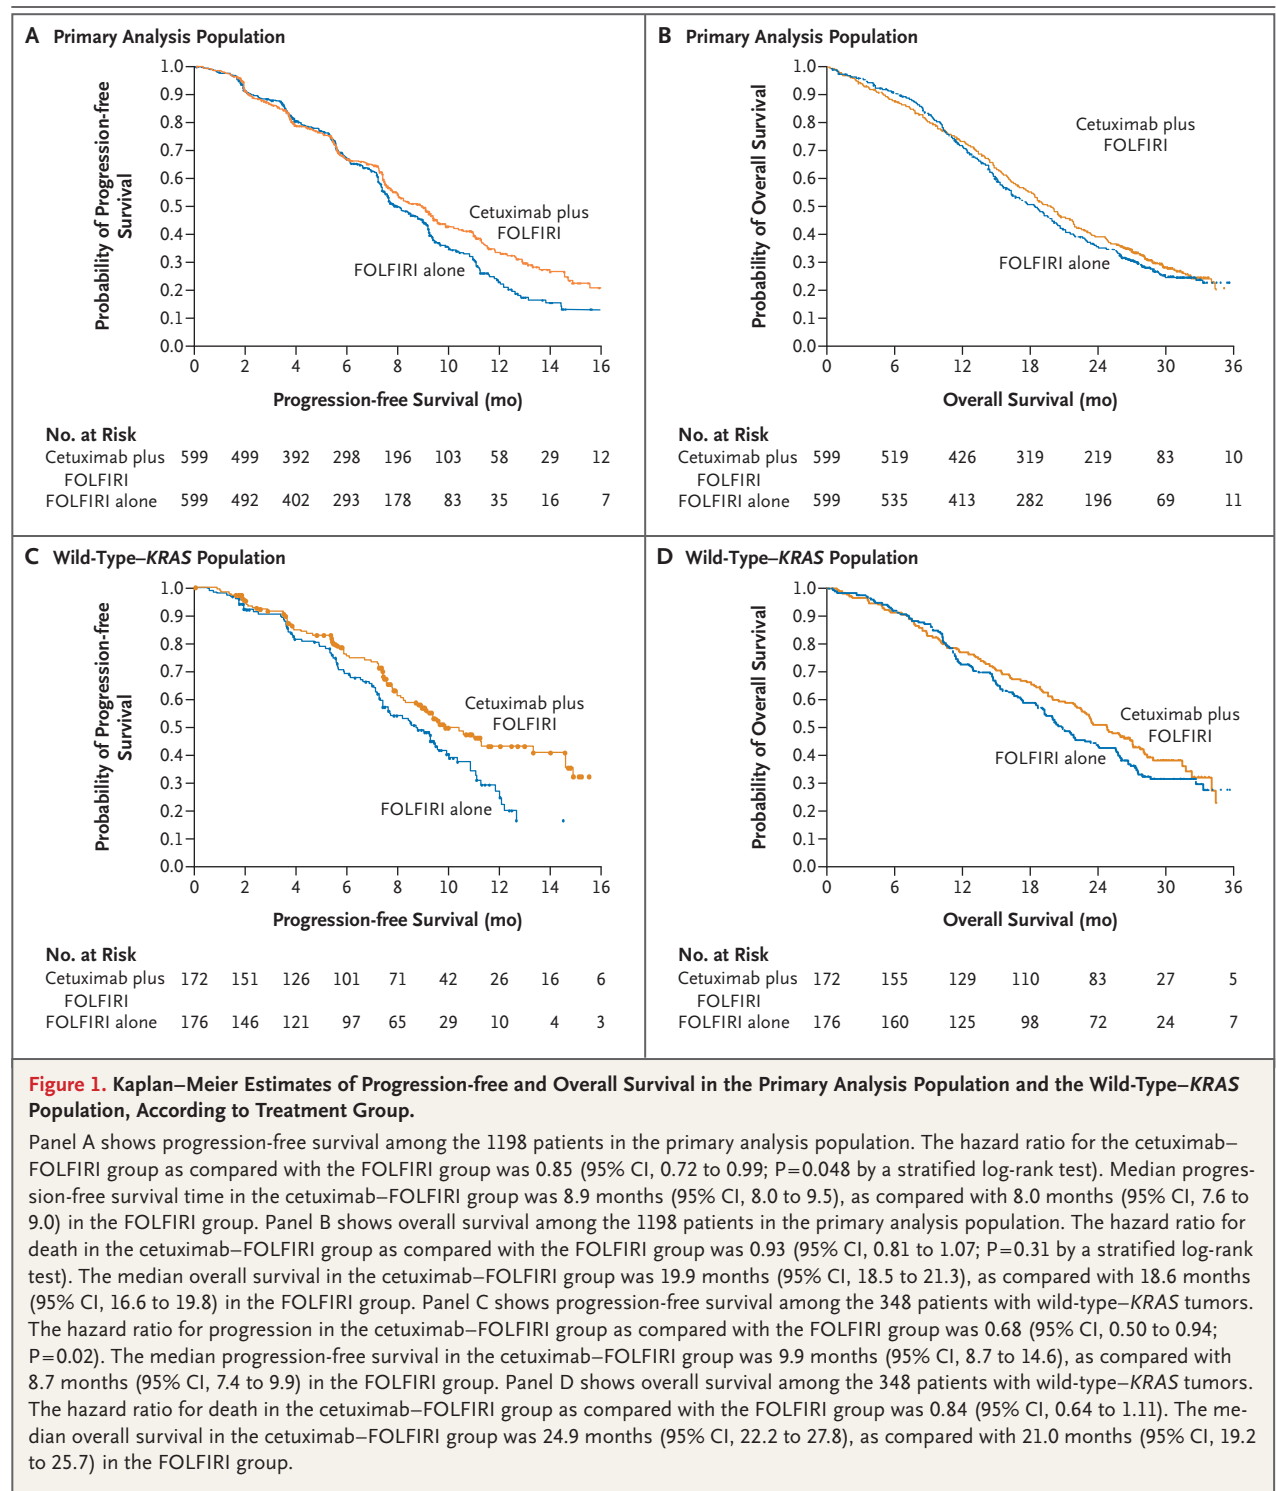 A Primary Analysis Population
Probability of Progression-free
Survival
1.0
0.9
0.8
0.7
0.6
0.5
0.4
0.3
0.2
0.1
0.0
Cetuximab plus
FOLFIRI
FOLFIRI alone
0 2 4 6 8 10 12 14 16
Progression-free Survival (mo)
No. at Risk
Cetuximab plus 599 499 392 298 196 103 58 29 12
FOLFIRI
FOLFIRI alone 599 492 402 293 178 83 35 16 7
B Primary Analysis Population
Probability of Overall Survival
1.0
0.9
0.8
0.7
0.6
0.5
0.4
0.3
0.2
0.1
0.0
Cetuximab plus
FOLFIRI
FOLFIRI alone
0 6 12 18 24 30 36
Overall Survival (mo)
No. at Risk
Cetuximab plus 599 519 426 319 219 83 10
FOLFIRI
FOLFIRI alone 599 535 413 282 196 69 11
C Wild-Type–KRAS Population
Probability of Progression-free
Survival
1.0
0.9
0.8
0.7
0.6
0.5
0.4
0.3
0.2
0.1
0.0
Cetuximab plus
FOLFIRI
FOLFIRI alone
0 2 4 6 8 10 12 14 16
Progression-free Survival (mo)
No. at Risk
Cetuximab plus 172 151 126 101 71 42 26 16 6
FOLFIRI
FOLFIRI alone 176 146 121 97 65 29 10 4 3
D Wild-Type–KRAS Population
Probability of Overall Survival
1.0
0.9
0.8
0.7
0.6
0.5
0.4
0.3
0.2
0.1
0.0
Cetuximab plus
FOLFIRI
FOLFIRI alone
0 6 12 18 24 30 36
Overall Survival (mo)
No. at Risk
Cetuximab plus 172 155 129 110 83 27 5
FOLFIRI
FOLFIRI alone 176 160 125 98 72 24 7
Figure 1. Kaplan–Meier Estimates of Progression-free and Overall Survival in the Primary Analysis Population and the Wild-Type–KRAS
Population, According to Treatment Group.
Panel A shows progression-free survival among the 1198 patients in the primary analysis population. The hazard ratio for the cetuximab–
FOLFIRI group as compared with the FOLFIRI group was 0.85 (95% CI, 0.72 to 0.99; P=0.048 by a stratified log-rank test). Median progres-
sion-free survival time in the cetuximab–FOLFIRI group was 8.9 months (95% CI, 8.0 to 9.5), as compared with 8.0 months (95% CI, 7.6 to
9.0) in the FOLFIRI group. Panel B shows overall survival among the 1198 patients in the primary analysis population. The hazard ratio for
death in the cetuximab–FOLFIRI group as compared with the FOLFIRI group was 0.93 (95% CI, 0.81 to 1.07; P=0.31 by a stratified log-rank
test). The median overall survival in the cetuximab–FOLFIRI group was 19.9 months (95% CI, 18.5 to 21.3), as compared with 18.6 months
(95% CI, 16.6 to 19.8) in the FOLFIRI group. Panel C shows progression-free survival among the 348 patients with wild-type–KRAS tumors.
The hazard ratio for progression in the cetuximab–FOLFIRI group as compared with the FOLFIRI group was 0.68 (95% CI, 0.50 to 0.94;
P=0.02). The median progression-free survival in the cetuximab–FOLFIRI group was 9.9 months (95% CI, 8.7 to 14.6), as compared with
8.7 months (95% CI, 7.4 to 9.9) in the FOLFIRI group. Panel D shows overall survival among the 348 patients with wild-type–KRAS tumors.
The hazard ratio for death in the cetuximab–FOLFIRI group as compared with the FOLFIRI group was 0.84 (95% CI, 0.64 to 1.11). The me-
dian overall survival in the cetuximab–FOLFIRI group was 24.9 months (95% CI, 22.2 to 27.8), as compared with 21.0 months (95% CI, 19.2
to 25.7) in the FOLFIRI group.